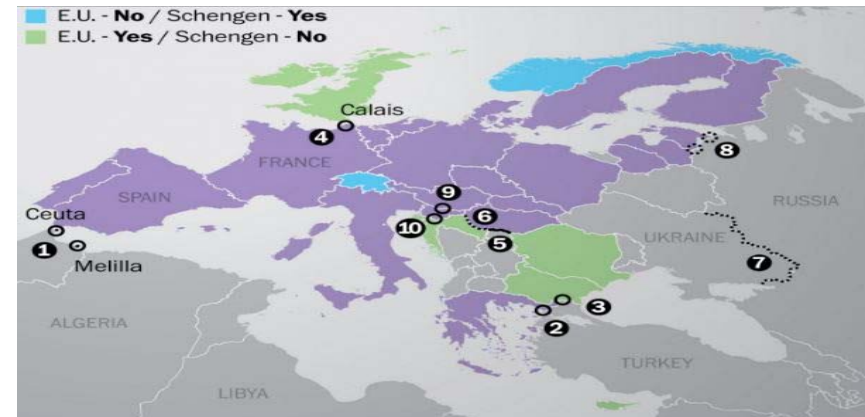 E.U. - No / Schengen - Yes
E.U. - Yes / Schengen - No
Calais
4
8
FRANCE
RUSSIA
9
SPAIN
6
Ceuta
10
UKRAINE
5
1
7
Melilla
3
2
ALGERIA
TURKEY
LIBYA